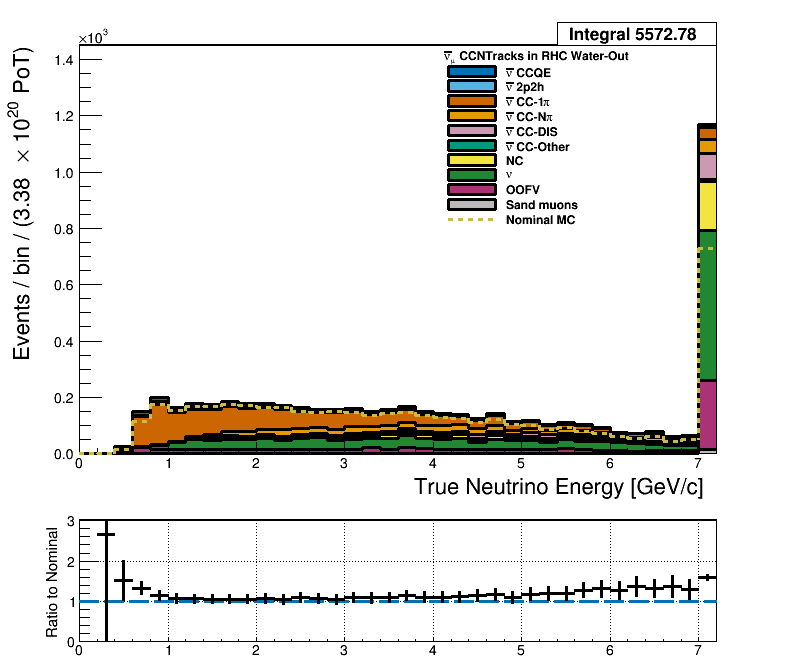 Integral 5572.78
×10³
ν̅μ CCNTracks in RHC Water-Out
ν̅ CCQE
ν̅ 2p2h
ν̅ CC-1π
ν̅ CC-Nπ
ν̅ CC-DIS
ν̅ CC-Other
NC
ν
OOFV
Sand muons
Nominal MC
Events / bin / (3.38 × 10²⁰ PoT)
1.4
1.2
1.0
0.8
0.6
0.4
0.2
0.0
0 1 2 3 4 5 6 7
True Neutrino Energy [GeV/c]
Ratio to Nominal
3
2
1
0
0 1 2 3 4 5 6 7